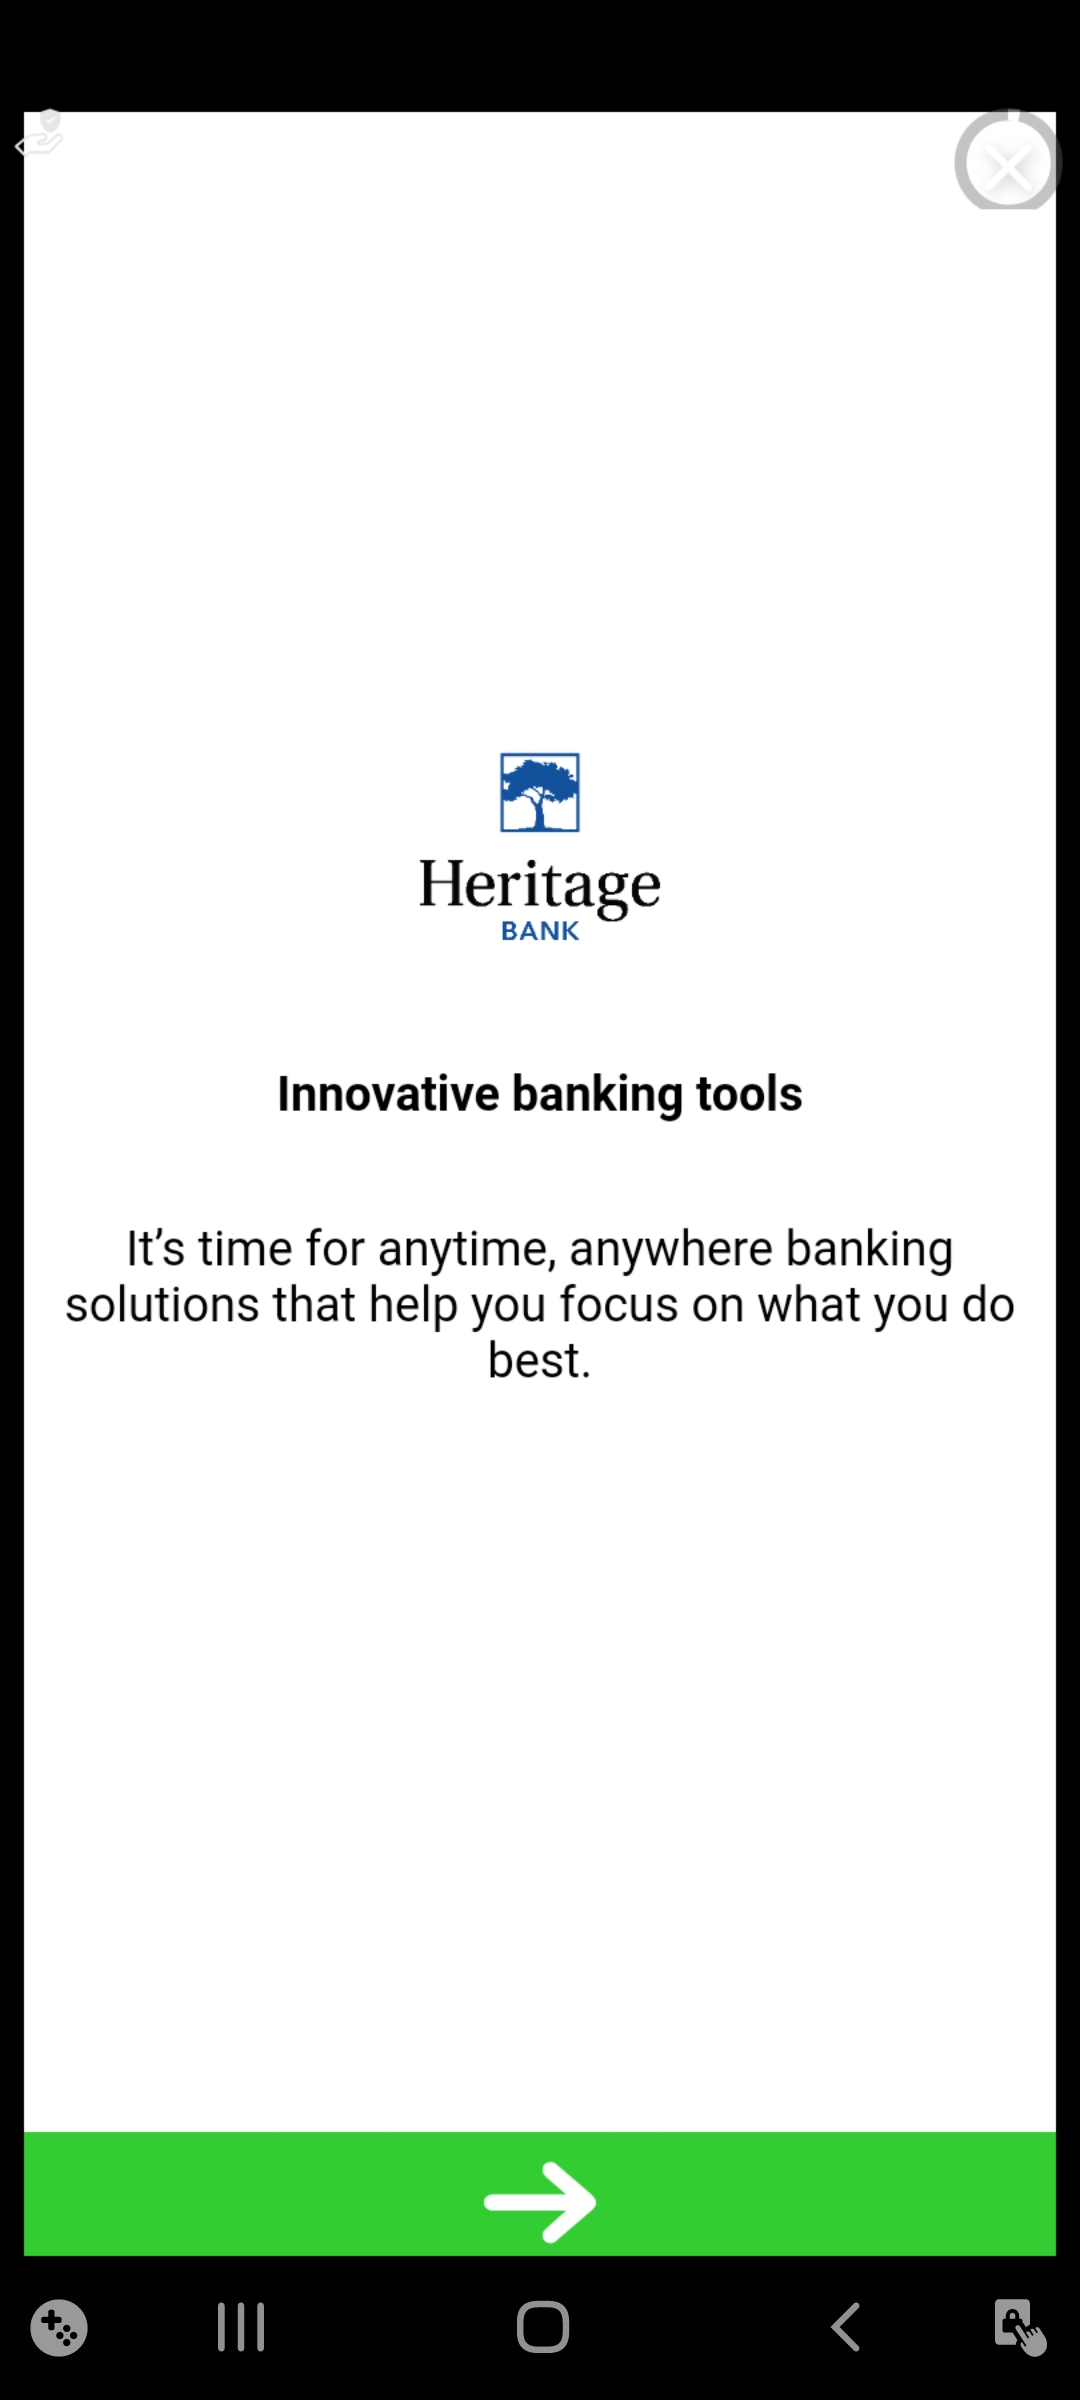 Heritage
BANK
Innovative banking tools
It’s time for anytime, anywhere banking
solutions that help you focus on what you do
best.